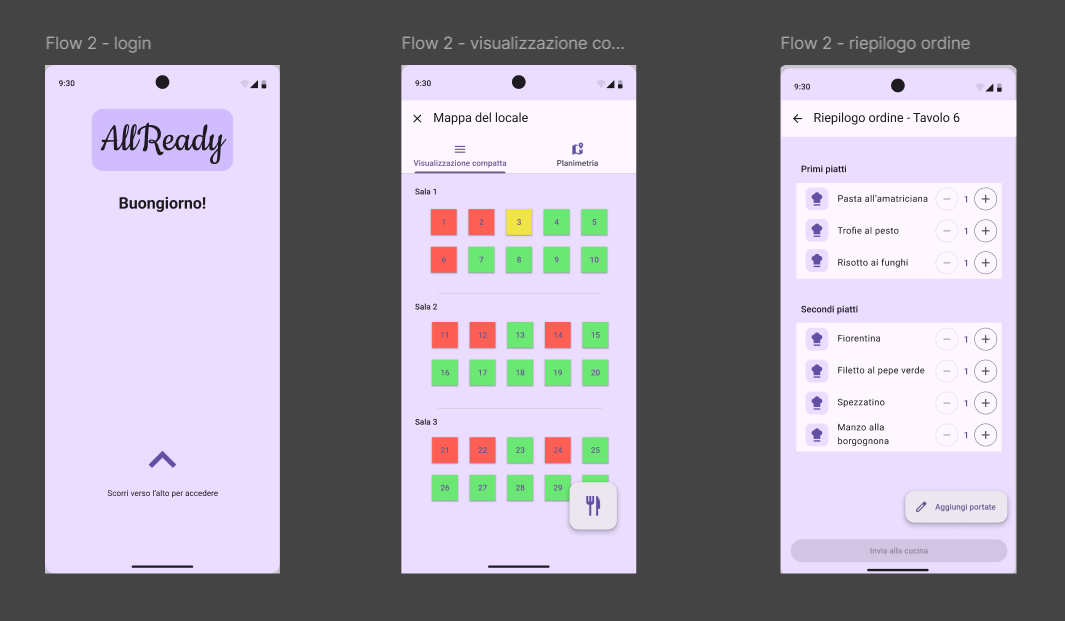 Flow 2 - login
9:30
AllReady
Buongiorno!
Scorri verso l'alto per accedere
Flow 2 - visualizzazione co...
9:30
Mappa del locale
Visualizzazione compatta
Planimetria
Sala 1
1 2 3 4 5
6 7 8 9 10
Sala 2
11 12 13 14 15
16 17 18 19 20
Sala 3
21 22 23 24 25
26 27 28 29
Flow 2 - riepilogo ordine
9:30
Riepilogo ordine - Tavolo 6
Primi piatti
Pasta all'amatriciana − 1 +
Trofie al pesto − 1 +
Risotto ai funghi − 1 +
Secondi piatti
Fiorentina − 1 +
Filetto al pepe verde − 1 +
Spezzatino − 1 +
Manzo alla
borgognona − 1 +
Aggiungi portate
Invia alla cucina